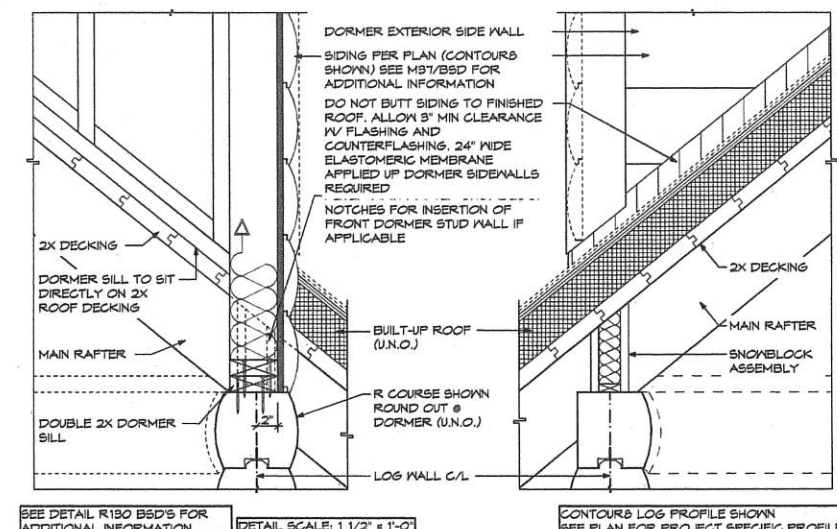 DORMER EXTERIOR SIDE WALL
SIDING PER PLAN (CONTOURS
SHOWN) SEE M37/BSD FOR
ADDITIONAL INFORMATION
DO NOT BUTT SIDING TO FINISHED
ROOF. ALLOW 3" MIN CLEARANCE
W/ FLASHING AND
COUNTERFLASHING. 24" WIDE
ELASTOMERIC MEMBRANE
APPLIED UP DORMER SIDEWALLS
REQUIRED
NOTCHES FOR INSERTION OF
FRONT DORMER STUD WALL IF
APPLICABLE
2X DECKING
DORMER SILL TO SIT
DIRECTLY ON 2X
ROOF DECKING
MAIN RAFTER
DOUBLE 2X DORMER
SILL
2"
BUILT-UP ROOF
(U.N.O.)
R COURSE SHOWN
ROUND OUT @
DORMER (U.N.O.)
LOG WALL C/L
2X DECKING
MAIN RAFTER
SNOWBLOCK
ASSEMBLY
SEE DETAIL R130 BSD'S FOR
ADDITIONAL INFORMATION
DETAIL SCALE: 1 1/2" = 1'-0"
CONTOURS LOG PROFILE SHOWN
SEE PLAN FOR PROJECT SPECIFIC PROFILE